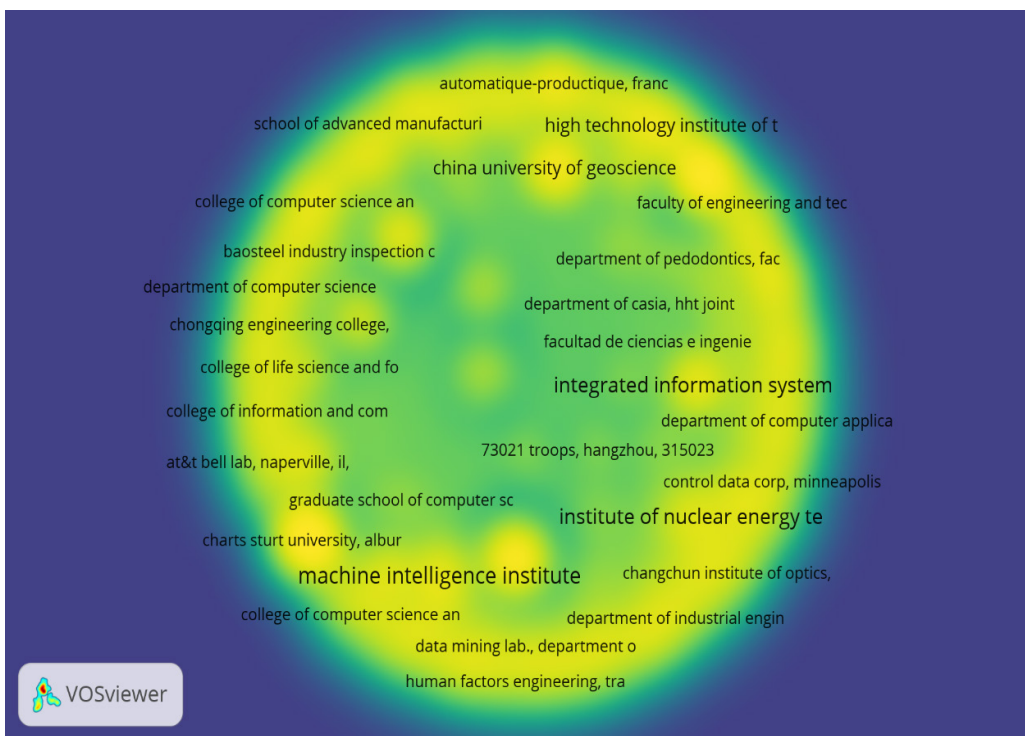 automatique-productique, franc
school of advanced manufacturi
high technology institute of t
china university of geoscience
college of computer science an
faculty of engineering and tec
baosteel industry inspection c
department of pedodontics, fac
department of computer science
department of casia, hht joint
chongqing engineering college,
facultad de ciencias e ingenie
college of life science and fo
integrated information system
college of information and com
department of computer applica
73021 troops, hangzhou, 315023
at&t bell lab, naperville, il,
control data corp, minneapolis
graduate school of computer sc
institute of nuclear energy te
charts sturt university, albur
machine intelligence institute
changchun institute of optics,
college of computer science an
department of industrial engin
data mining lab., department o
human factors engineering, tra
VOSviewer